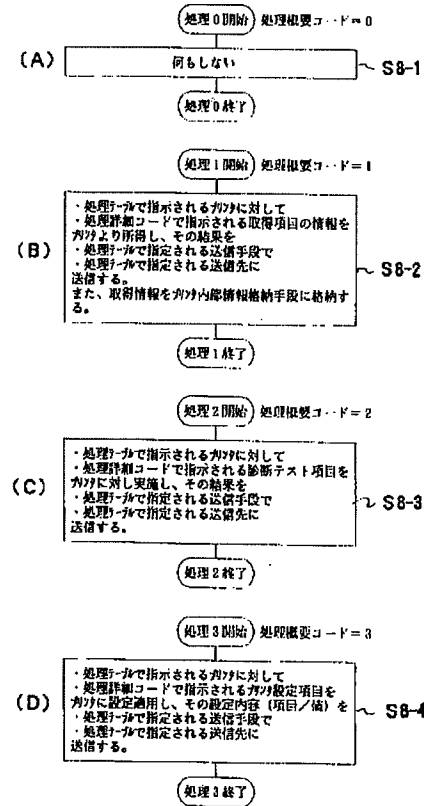 処理0開始 処理概要コード=0
(A) 何もしない S8-1
処理0終了
処理1開始 処理概要コード=1
・処理テーブルで指示されるプリンタに対して
・処理詳細コードで指示される取得項目の情報を
プリンタより所得し、その結果を
・処理テーブルで指定される送信手段で
・処理テーブルで指定される送信先に
送信する。
また、取得情報をプリンタ内部情報格納手段に格納す
る。
(B) S8-2
処理1終了
処理2開始 処理概要コード=2
・処理テーブルで指示されるプリンタに対して
・処理詳細コードで指示される診断テスト項目を
プリンタに対し実施し、その結果を
・処理テーブルで指定される送信手段で
・処理テーブルで指定される送信先に
送信する。
(C) S8-3
処理2終了
処理3開始 処理概要コード=3
・処理テーブルで指示されるプリンタに対して
・処理詳細コードで指示されるプリンタ設定項目を
プリンタに設定適用し、その設定内容(項目/値)を
・処理テーブルで指定される送信手段で
・処理テーブルで指定される送信先に
送信する。
(D) S8-4
処理3終了